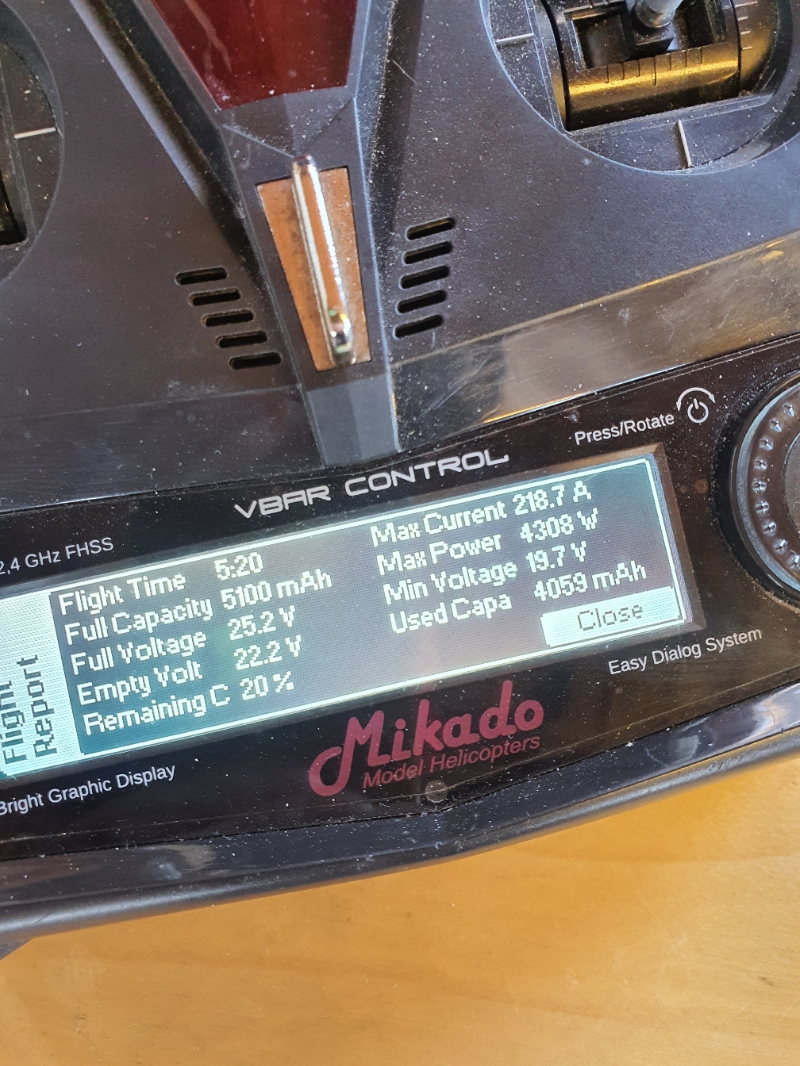 Press/Rotate
VBAR CONTROL
2,4 GHz FHSS
Flight Report
Flight Time 5:20
Full Capacity 5100 mAh
Full Voltage 25.2 V
Empty Volt 22.2 V
Remaining C 20 %
Max Current 218.7 A
Max Power 4308 W
Min Voltage 19.7 V
Used Capa 4059 mAh
Close
Easy Dialog System
Mikado
Model Helicopters
Bright Graphic Display